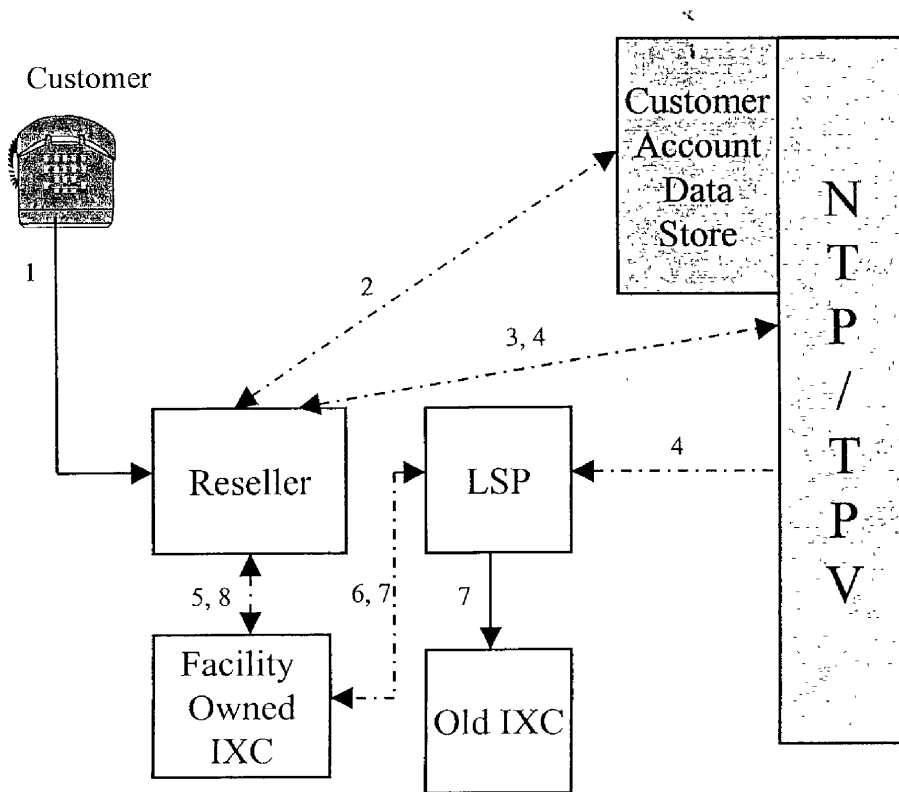 Customer
Customer
Account
Data
Store
N
T
P
/
T
P
V
1
2
3, 4
Reseller
LSP
4
5, 8
6, 7
7
Facility
Owned
IXC
Old IXC